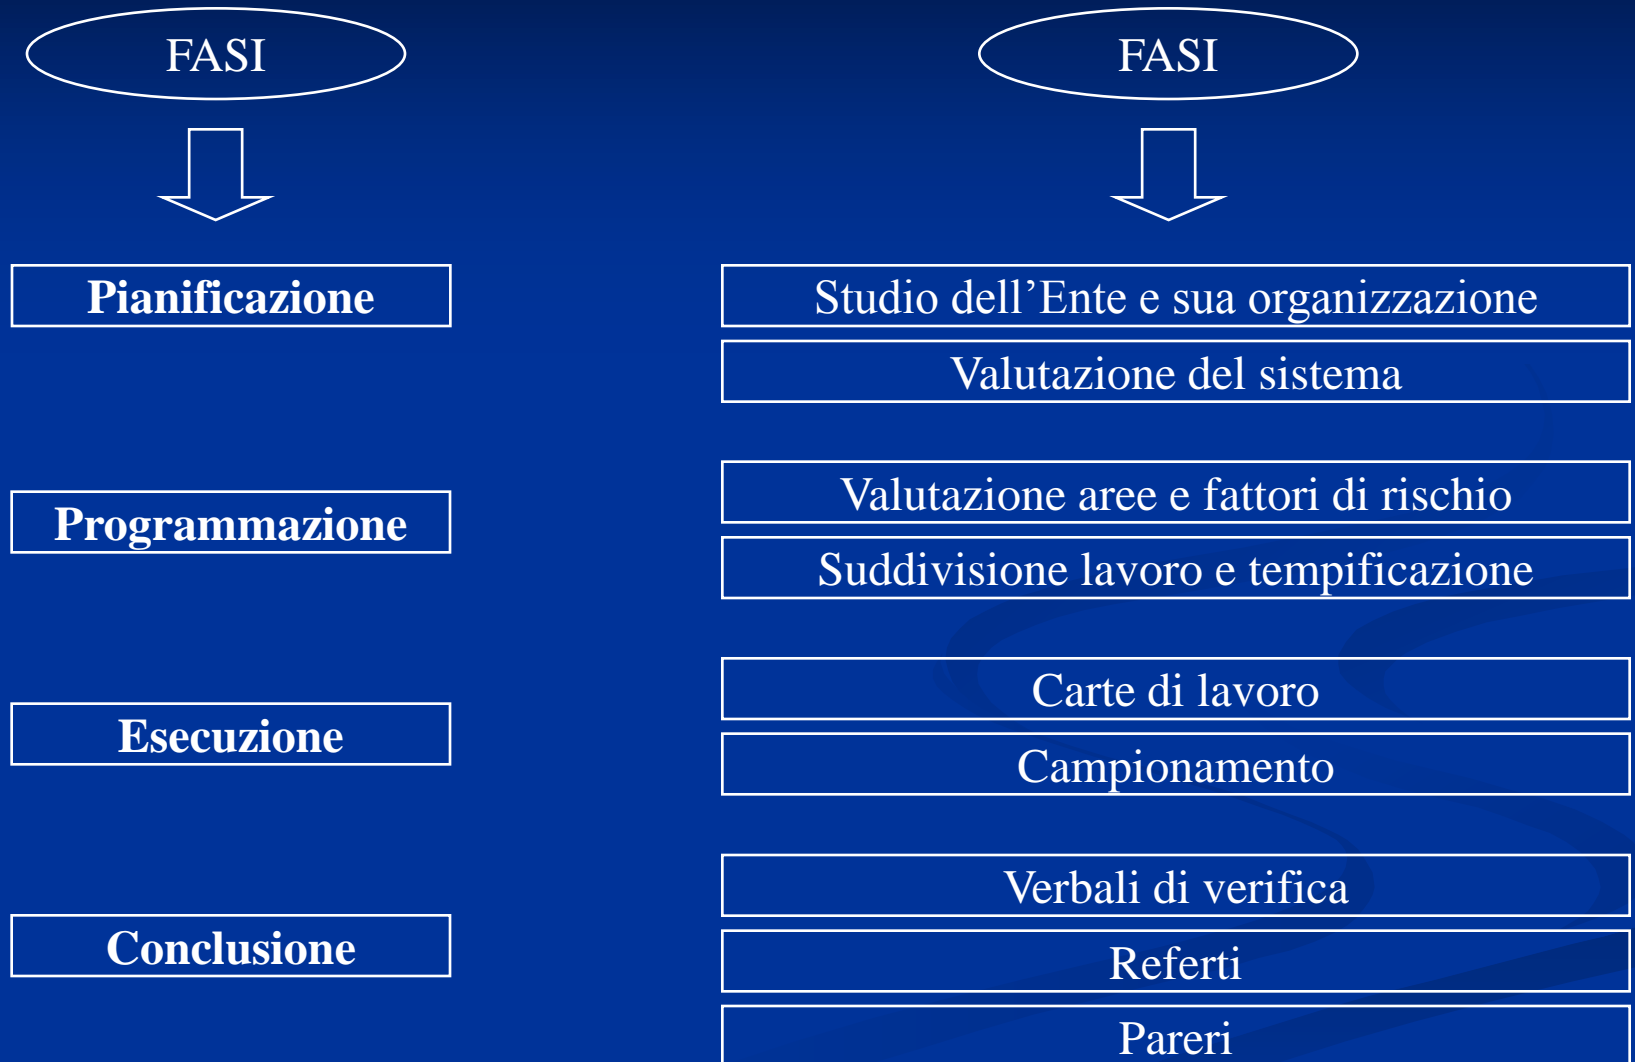 FASI
FASI
Pianificazione
Studio dell’Ente e sua organizzazione
Valutazione del sistema
Programmazione
Valutazione aree e fattori di rischio
Suddivisione lavoro e tempificazione
Esecuzione
Carte di lavoro
Campionamento
Conclusione
Verbali di verifica
Referti
Pareri